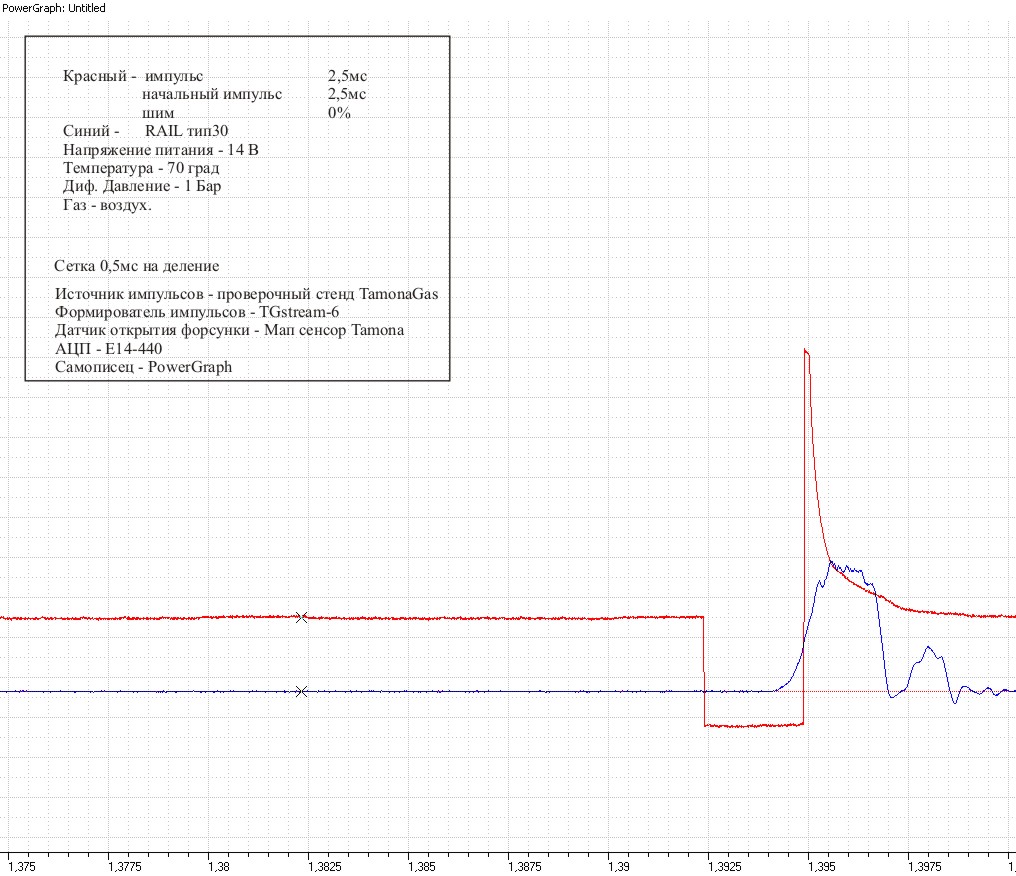 PowerGraph: Untitled
Красный - импульс 2,5мс
начальный импульс 2,5мс
шим 0%
Синий - RAIL тип30
Напряжение питания - 14 В
Температура - 70 град
Диф. Давление - 1 Бар
Газ - воздух.
Сетка 0,5мс на деление
Источник импульсов - проверочный стенд TamonaGas
Формирователь импульсов - TGstream-6
Датчик открытия форсунки - Мап сенсор Tamona
АЦП - E14-440
Самописец - PowerGraph
1,375 1,3775 1,38 1,3825 1,385 1,3875 1,39 1,3925 1,395 1,3975 1,